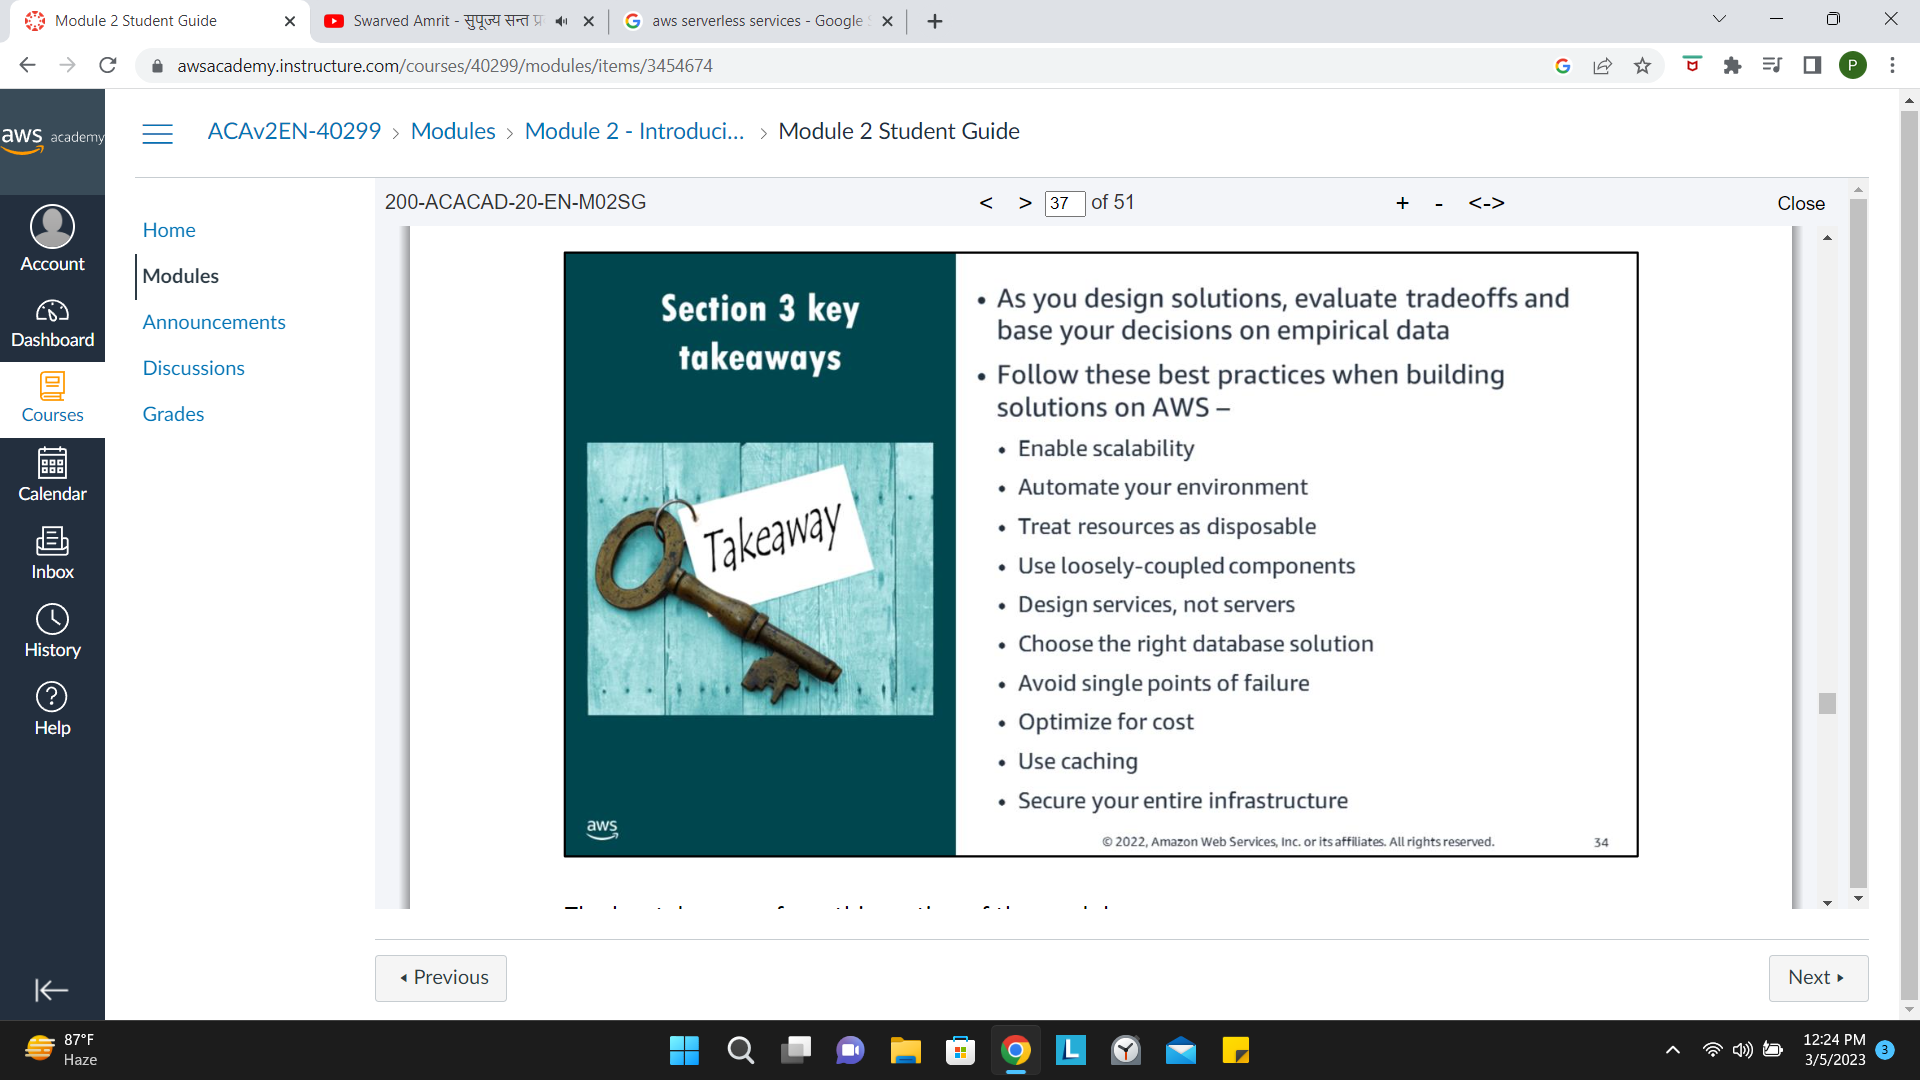 Module 2 Student Guide
Swarved Amrit - सुपूज्य सन्त प्र
aws serverless services - Google
awsacademy.instructure.com/courses/40299/modules/items/3454674
P
aws academy
ACAv2EN-40299 > Modules > Module 2 - Introduci... > Module 2 Student Guide
200-ACACAD-20-EN-M02SG
< > 37 of 51
+ - <->
Close
Account
Dashboard
Courses
Calendar
Inbox
History
Help
Home
Modules
Announcements
Discussions
Grades
Section 3 key
takeaways
Takeaway
aws
• As you design solutions, evaluate tradeoffs and
base your decisions on empirical data
• Follow these best practices when building
solutions on AWS –
• Enable scalability
• Automate your environment
• Treat resources as disposable
• Use loosely-coupled components
• Design services, not servers
• Choose the right database solution
• Avoid single points of failure
• Optimize for cost
• Use caching
• Secure your entire infrastructure
© 2022, Amazon Web Services, Inc. or its affiliates. All rights reserved.
34
Previous
Next
87°F
Haze
L
12:24 PM
3/5/2023
3